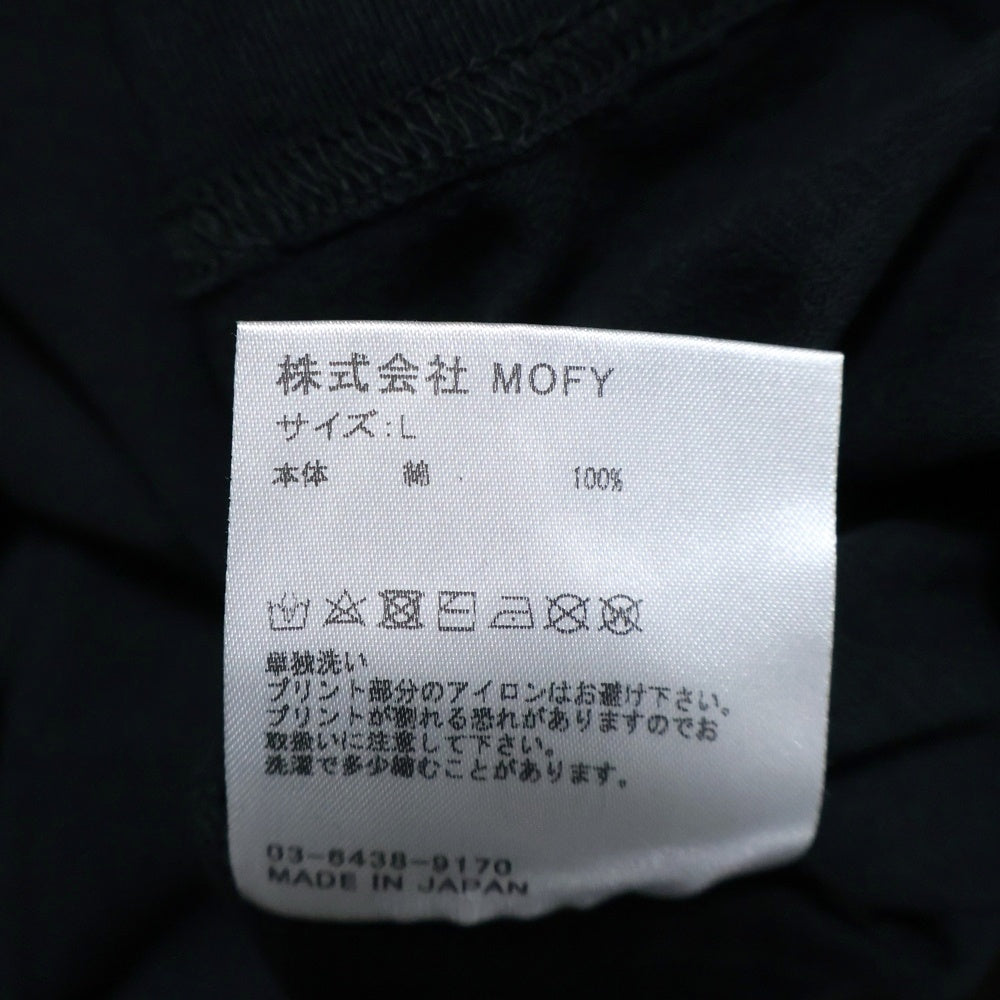 株式会社 MOFY
サイズ:L
本体 綿 100%
単独洗い
プリント部分のアイロンはお避け下さい。
プリントが割れる恐れがありますのでお
取扱いに注意して下さい。
洗濯で多少縮むことがあります。
03-6438-9170
MADE IN JAPAN